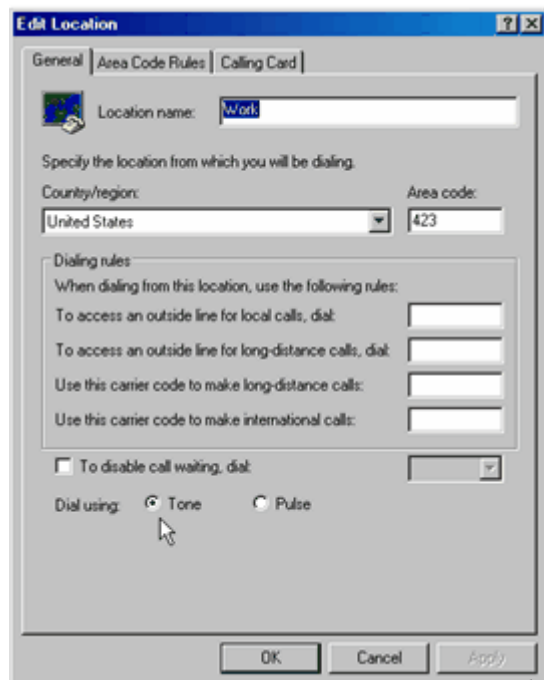 Edit Location
General Area Code Rules Calling Card
Location name: Work
Specify the location from which you will be dialing.
Country/region: Area code:
United States 423
Dialing rules
When dialing from this location, use the following rules:
To access an outside line for local calls, dial:
To access an outside line for long-distance calls, dial:
Use this carrier code to make long-distance calls:
Use this carrier code to make international calls:
To disable call waiting, dial:
Dial using: Tone Pulse
OK Cancel Apply